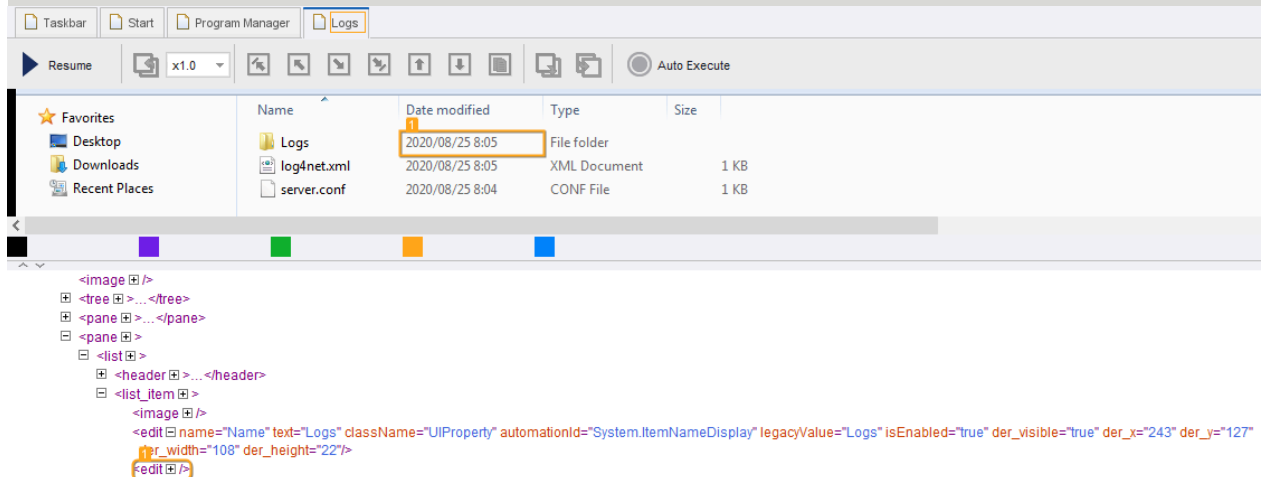 Taskbar Start Program Manager Logs
Resume x1.0 Auto Execute
Favorites
Desktop
Downloads
Recent Places
Name Date modified Type Size
1
Logs 2020/08/25 8:05 File folder
log4net.xml 2020/08/25 8:05 XML Document 1 KB
server.conf 2020/08/25 8:04 CONF File 1 KB
<image />
<tree >...</tree>
<pane >...</pane>
<pane >
<list >
<header >...</header>
<list_item >
<image />
<edit name="Name" text="Logs" className="UIProperty" automationId="System.ItemNameDisplay" legacyValue="Logs" isEnabled="true" der_visible="true" der_x="243" der_y="127"
1
der_width="108" der_height="22"/>
<edit />